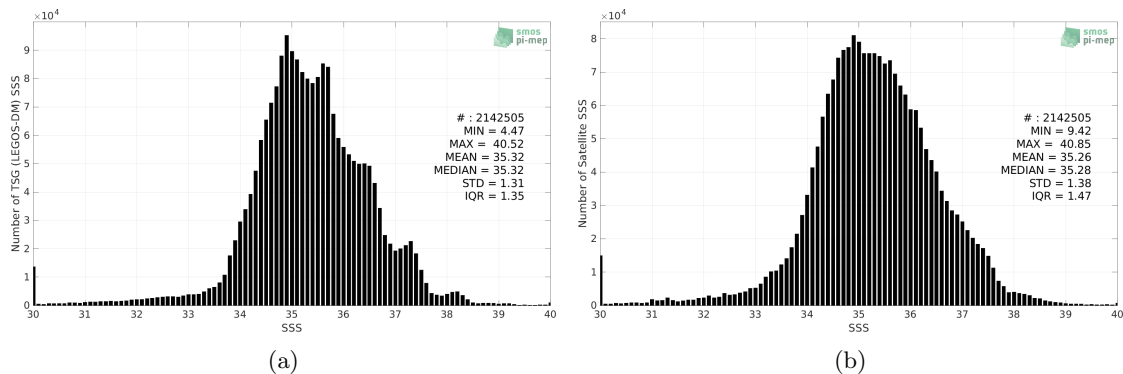 ×10⁴
smos
pi-mep
9
8
7
6
5
4
3
2
1
0
Number of TSG (LEGOS-DM) SSS
# : 2142505
MIN = 4.47
MAX = 40.52
MEAN = 35.32
MEDIAN = 35.32
STD = 1.31
IQR = 1.35
30 31 32 33 34 35 36 37 38 39 40
SSS
(a)
×10⁴
smos
pi-mep
8
7
6
5
4
3
2
1
0
Number of Satellite SSS
# : 2142505
MIN = 9.42
MAX = 40.85
MEAN = 35.26
MEDIAN = 35.28
STD = 1.38
IQR = 1.47
30 31 32 33 34 35 36 37 38 39 40
SSS
(b)